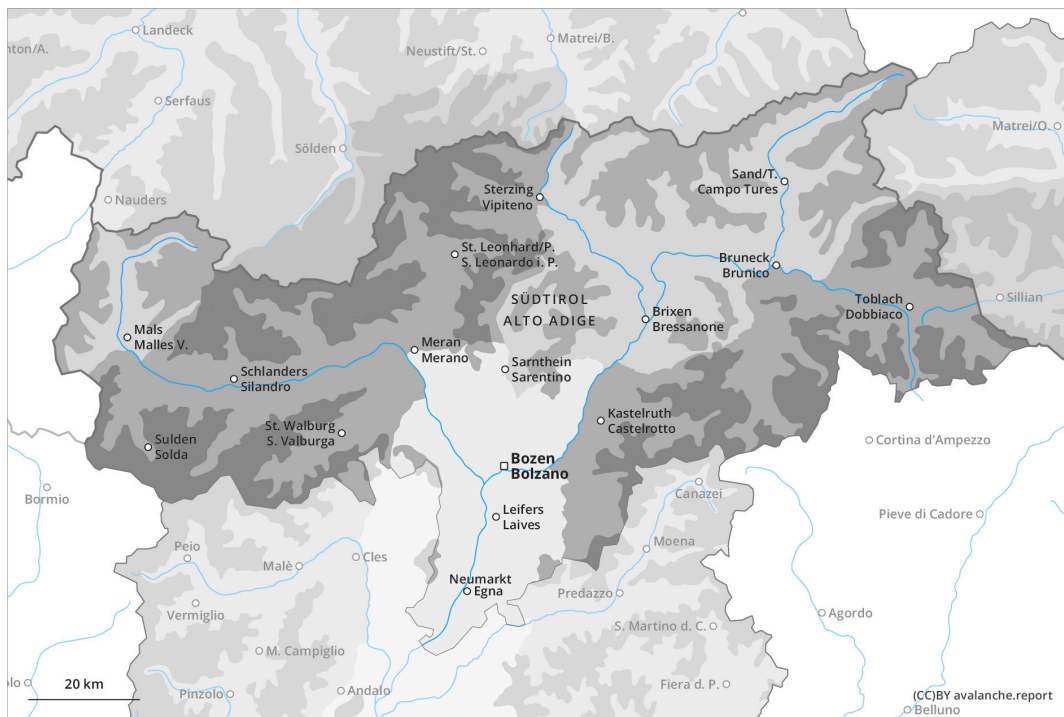 Landeck
nton/A.
Neustift/St.
Matrei/B.
Serfaus
Matrei/O.
Sölden
Sand/T.
Campo Tures
Sterzing
Vipiteno
Nauders
St. Leonhard/P.
S. Leonardo i. P.
Bruneck
Brunico
SÜDTIROL
ALTO ADIGE
Toblach
Dobbiaco
Sillian
Brixen
Bressanone
Mals
Malles V.
Meran
Merano
Sarnthein
Sarentino
Schlanders
Silandro
Kastelruth
Castelrotto
St. Walburg
S. Valburga
Sulden
Solda
Cortina d'Ampezzo
Bozen
Bolzano
Bormio
Canazei
Leifers
Laives
Pieve di Cadore
Peio
Malè
Cles
Moena
Neumarkt
Egna
Predazzo
Vermiglio
Agordo
S. Martino d. C.
M. Campiglio
olo
20 km
Pinzolo
Andalo
Fiera d. P.
(CC)BY avalanche.report
Belluno